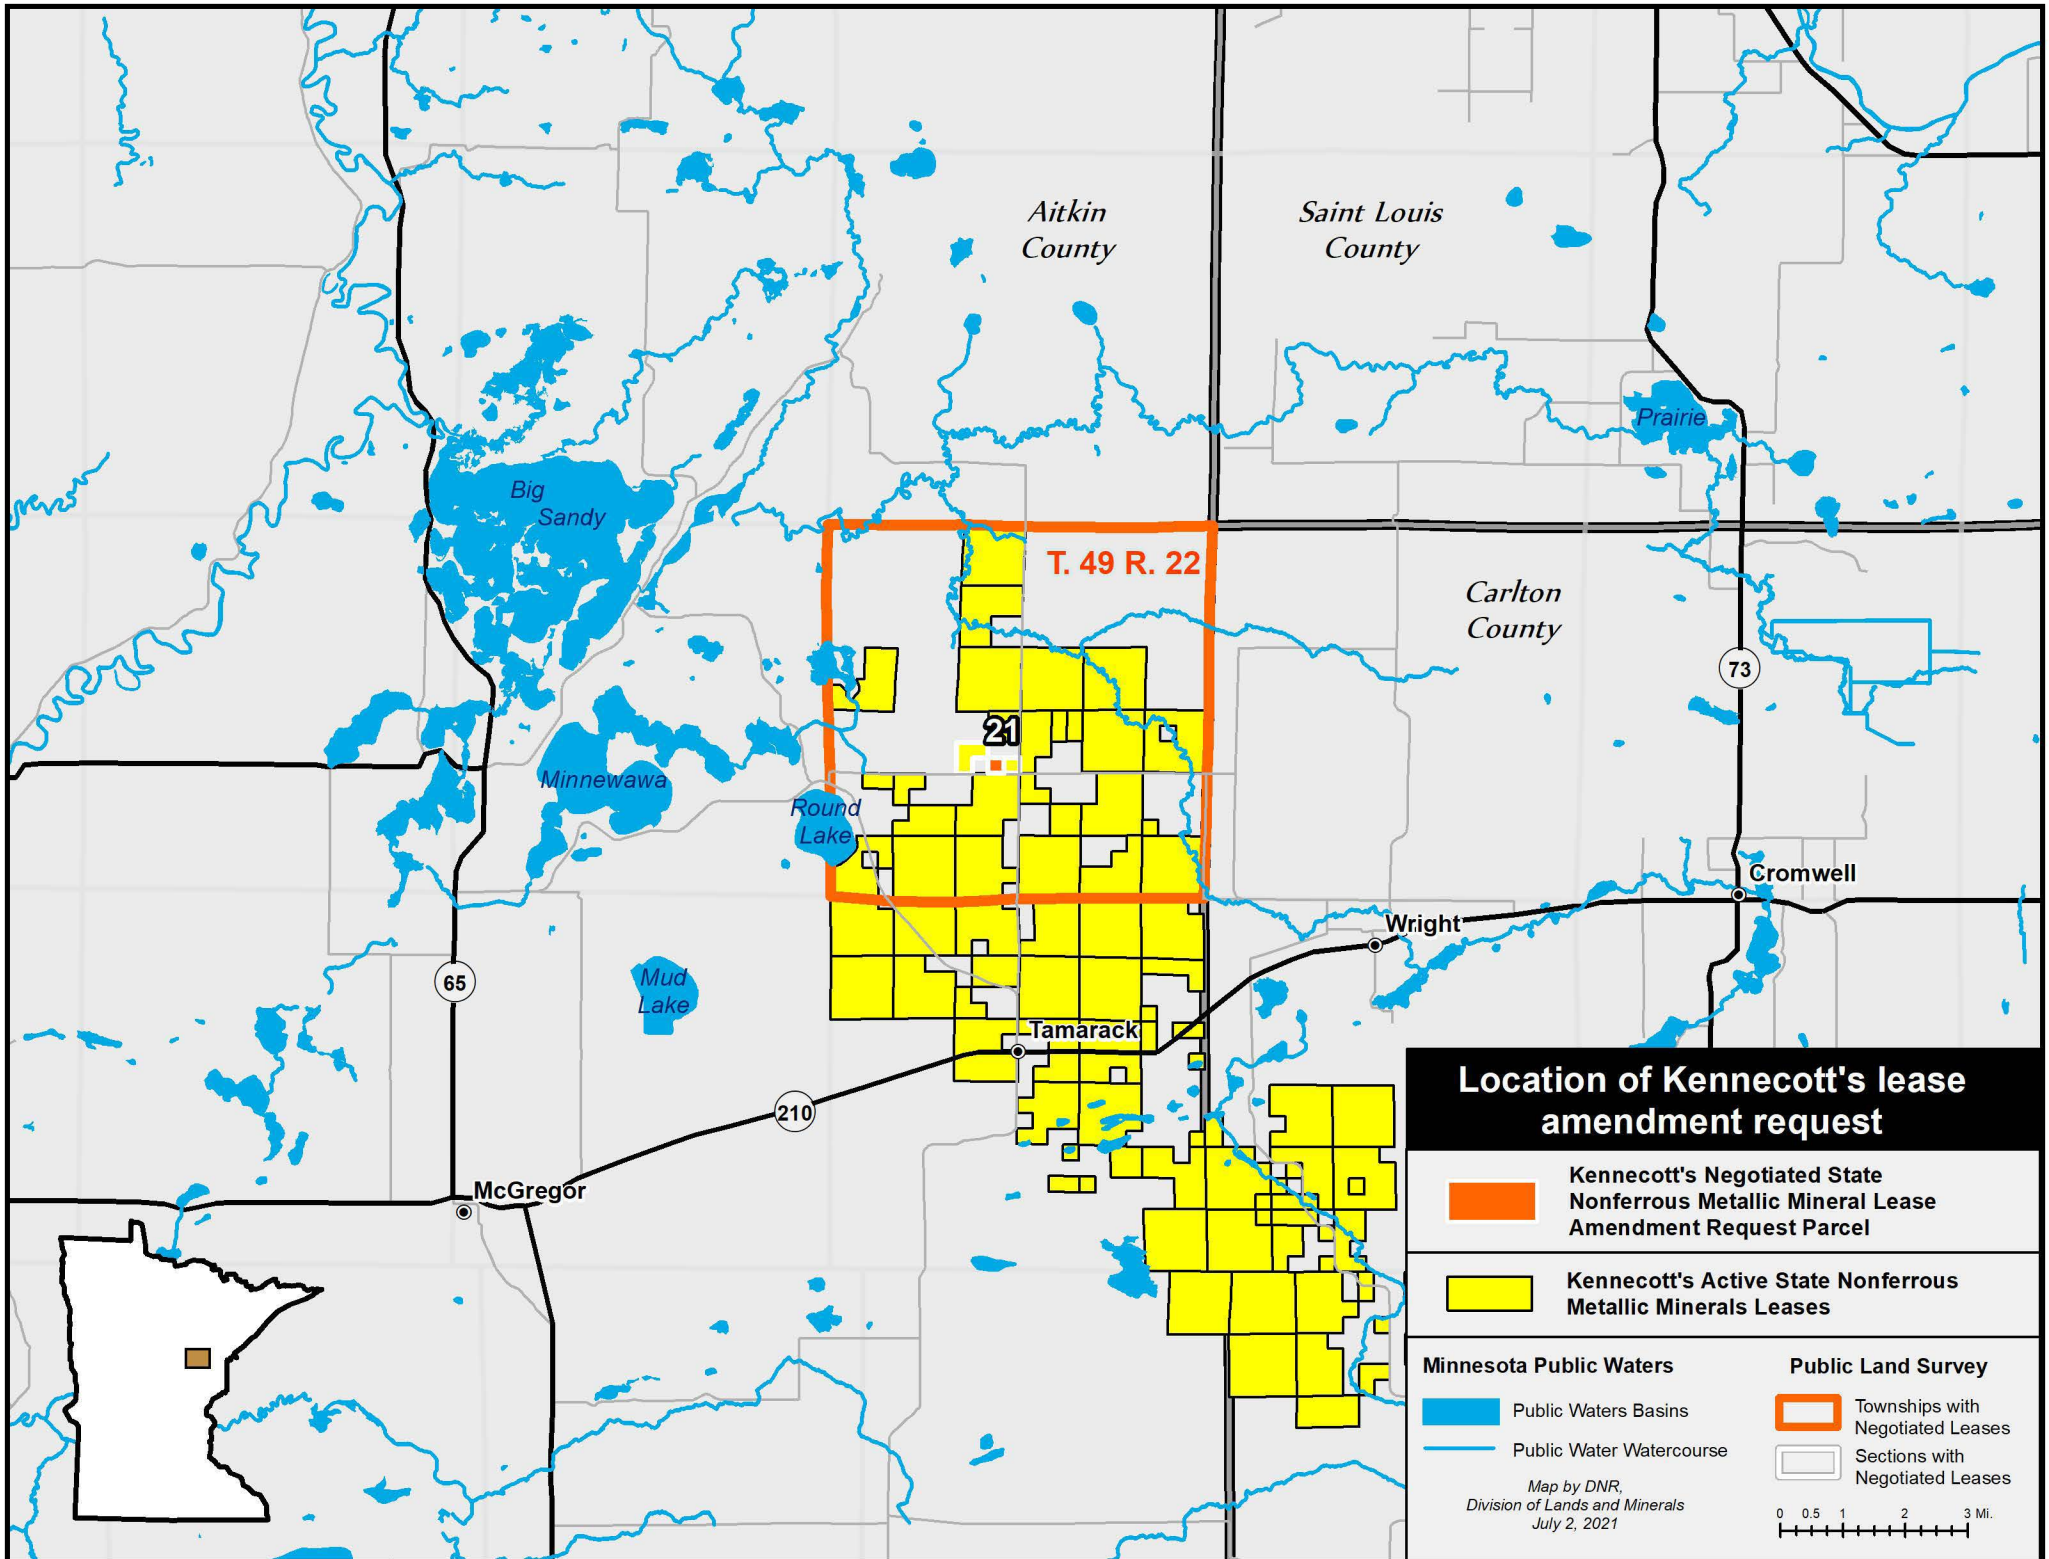 Aitkin
County
Saint Louis
County
Prairie
Big
Sandy
T. 49 R. 22
Carlton
County
73
21
Minnewawa
Round
Lake
Cromwell
Wright
65
Mud
Lake
Tamarack
210
McGregor
Location of Kennecott's lease
amendment request
Kennecott's Negotiated State
Nonferrous Metallic Mineral Lease
Amendment Request Parcel
Kennecott's Active State Nonferrous
Metallic Minerals Leases
Minnesota Public Waters
Public Waters Basins
Public Water Watercourse
Map by DNR,
Division of Lands and Minerals
July 2, 2021
Public Land Survey
Townships with
Negotiated Leases
Sections with
Negotiated Leases
0 0.5 1 2 3 Mi.